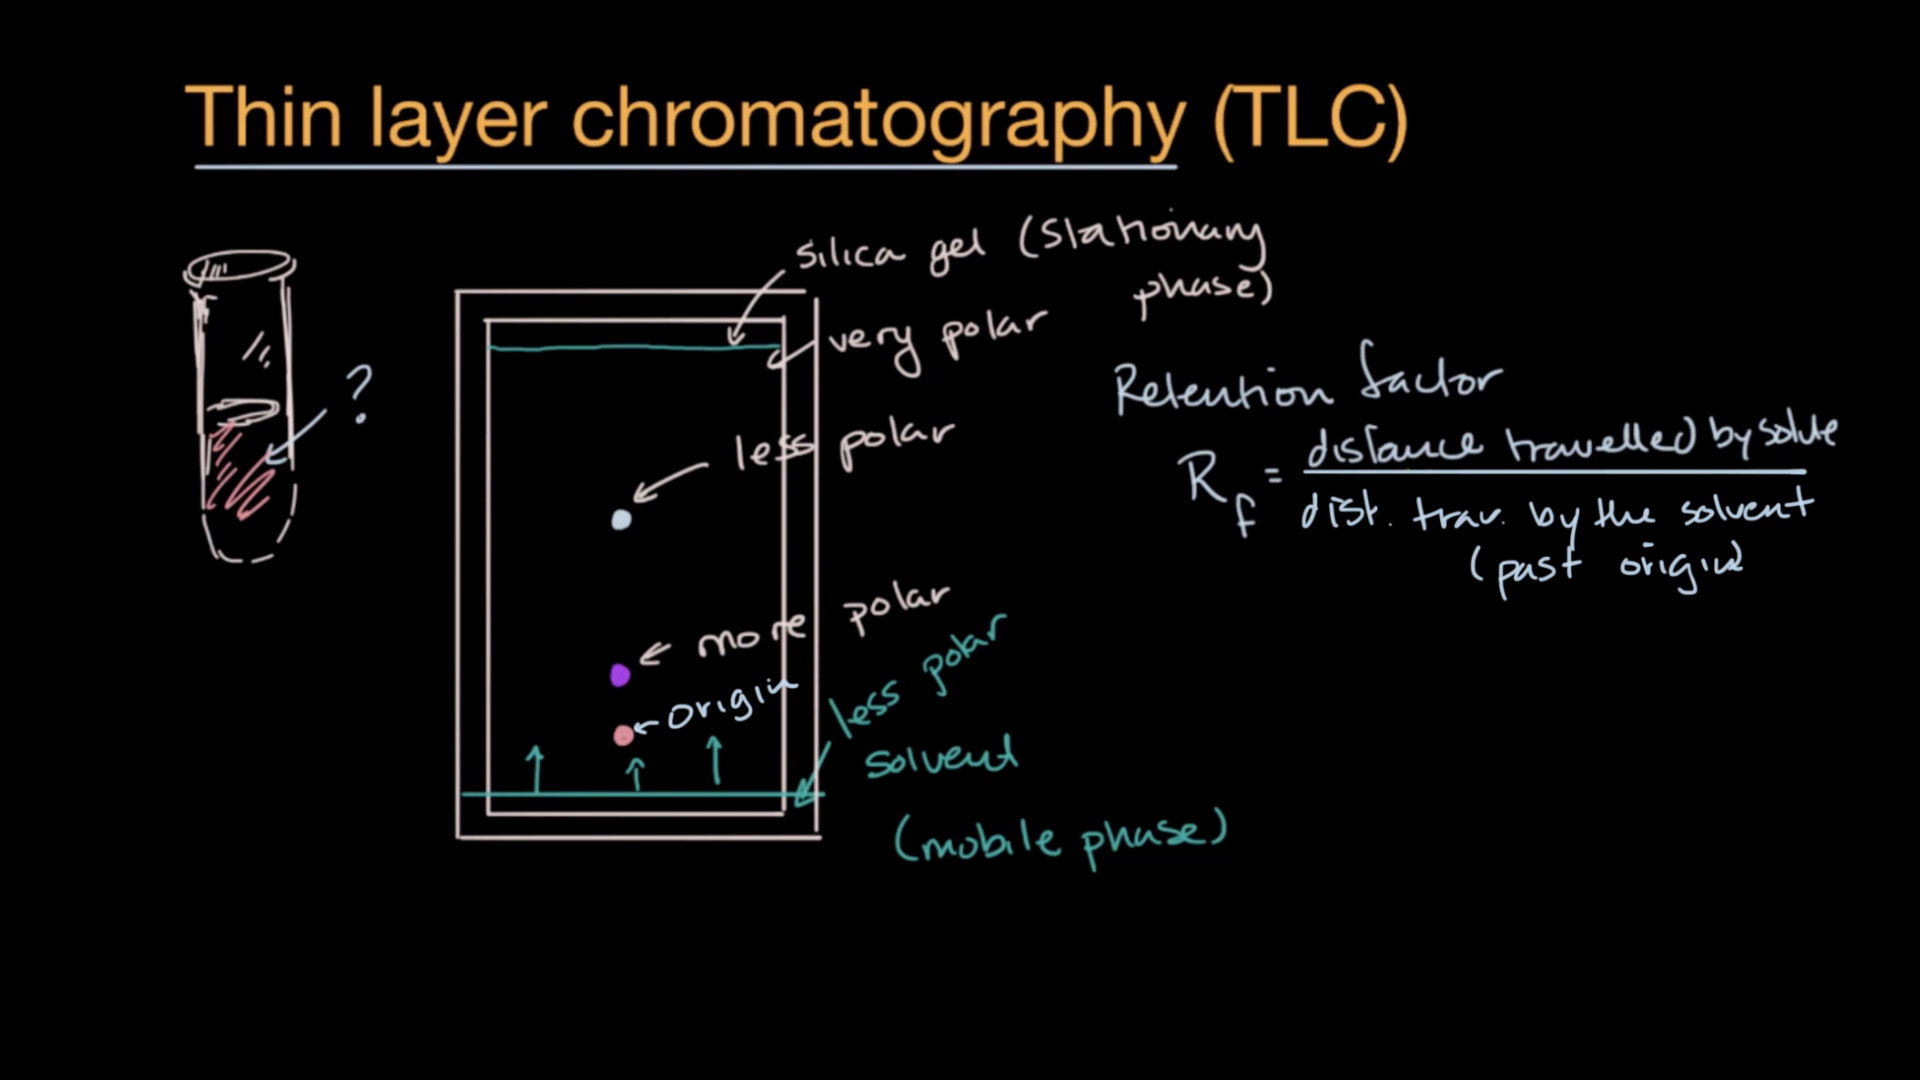 Thin layer chromatography (TLC)
silica gel (Stationary
phase)
very polar
?
Retention factor
less polar
distance travelled by solute
R
f
=
dist. trav. by the solvent
(past origin)
more polar
less polar
origin
solvent
(mobile phase)